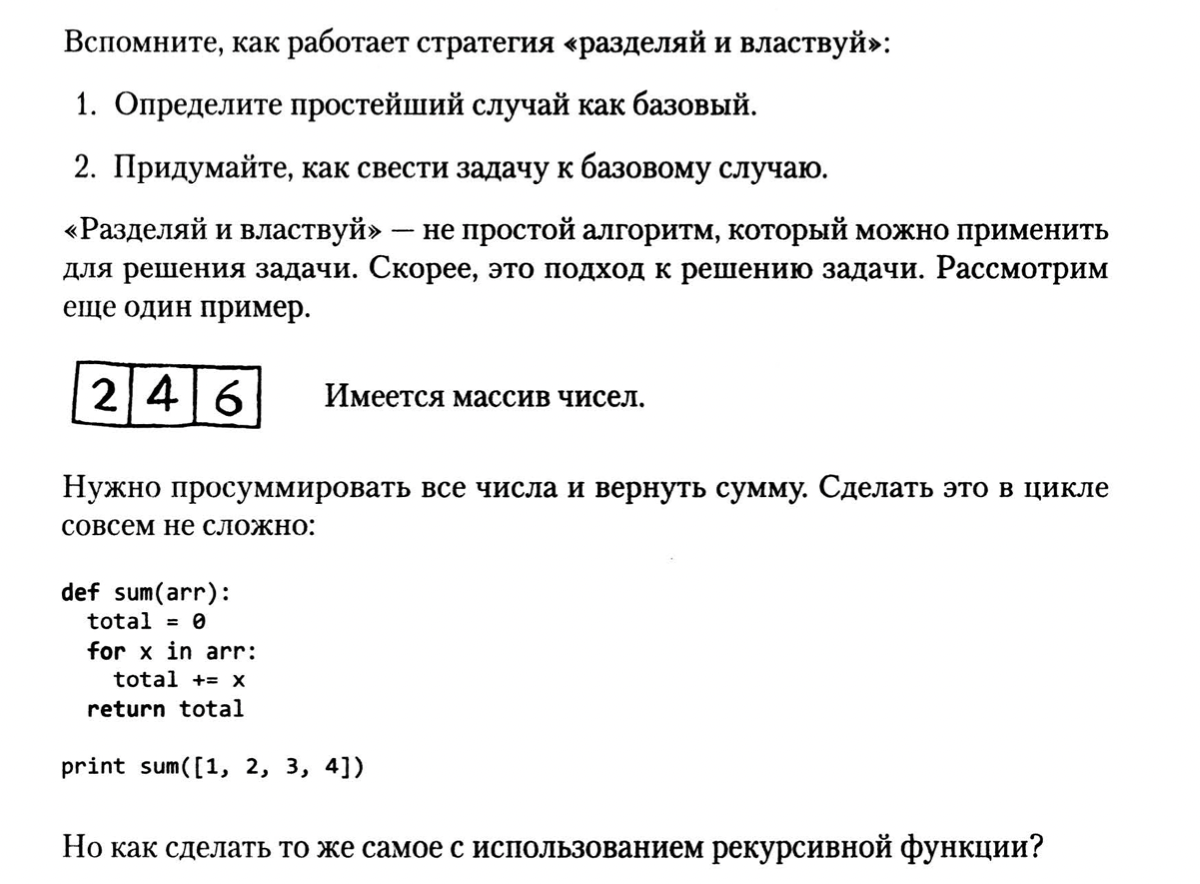 Вспомните, как работает стратегия «разделяй и властвуй»:
1. Определите простейший случай как базовый.
2. Придумайте, как свести задачу к базовому случаю.
«Разделяй и властвуй» — не простой алгоритм, который можно применить
для решения задачи. Скорее, это подход к решению задачи. Рассмотрим
еще один пример.
2 4 6 Имеется массив чисел.
Нужно просуммировать все числа и вернуть сумму. Сделать это в цикле
совсем не сложно:
def sum(arr):
  total = 0
  for x in arr:
    total += x
  return total
print sum([1, 2, 3, 4])
Но как сделать то же самое с использованием рекурсивной функции?